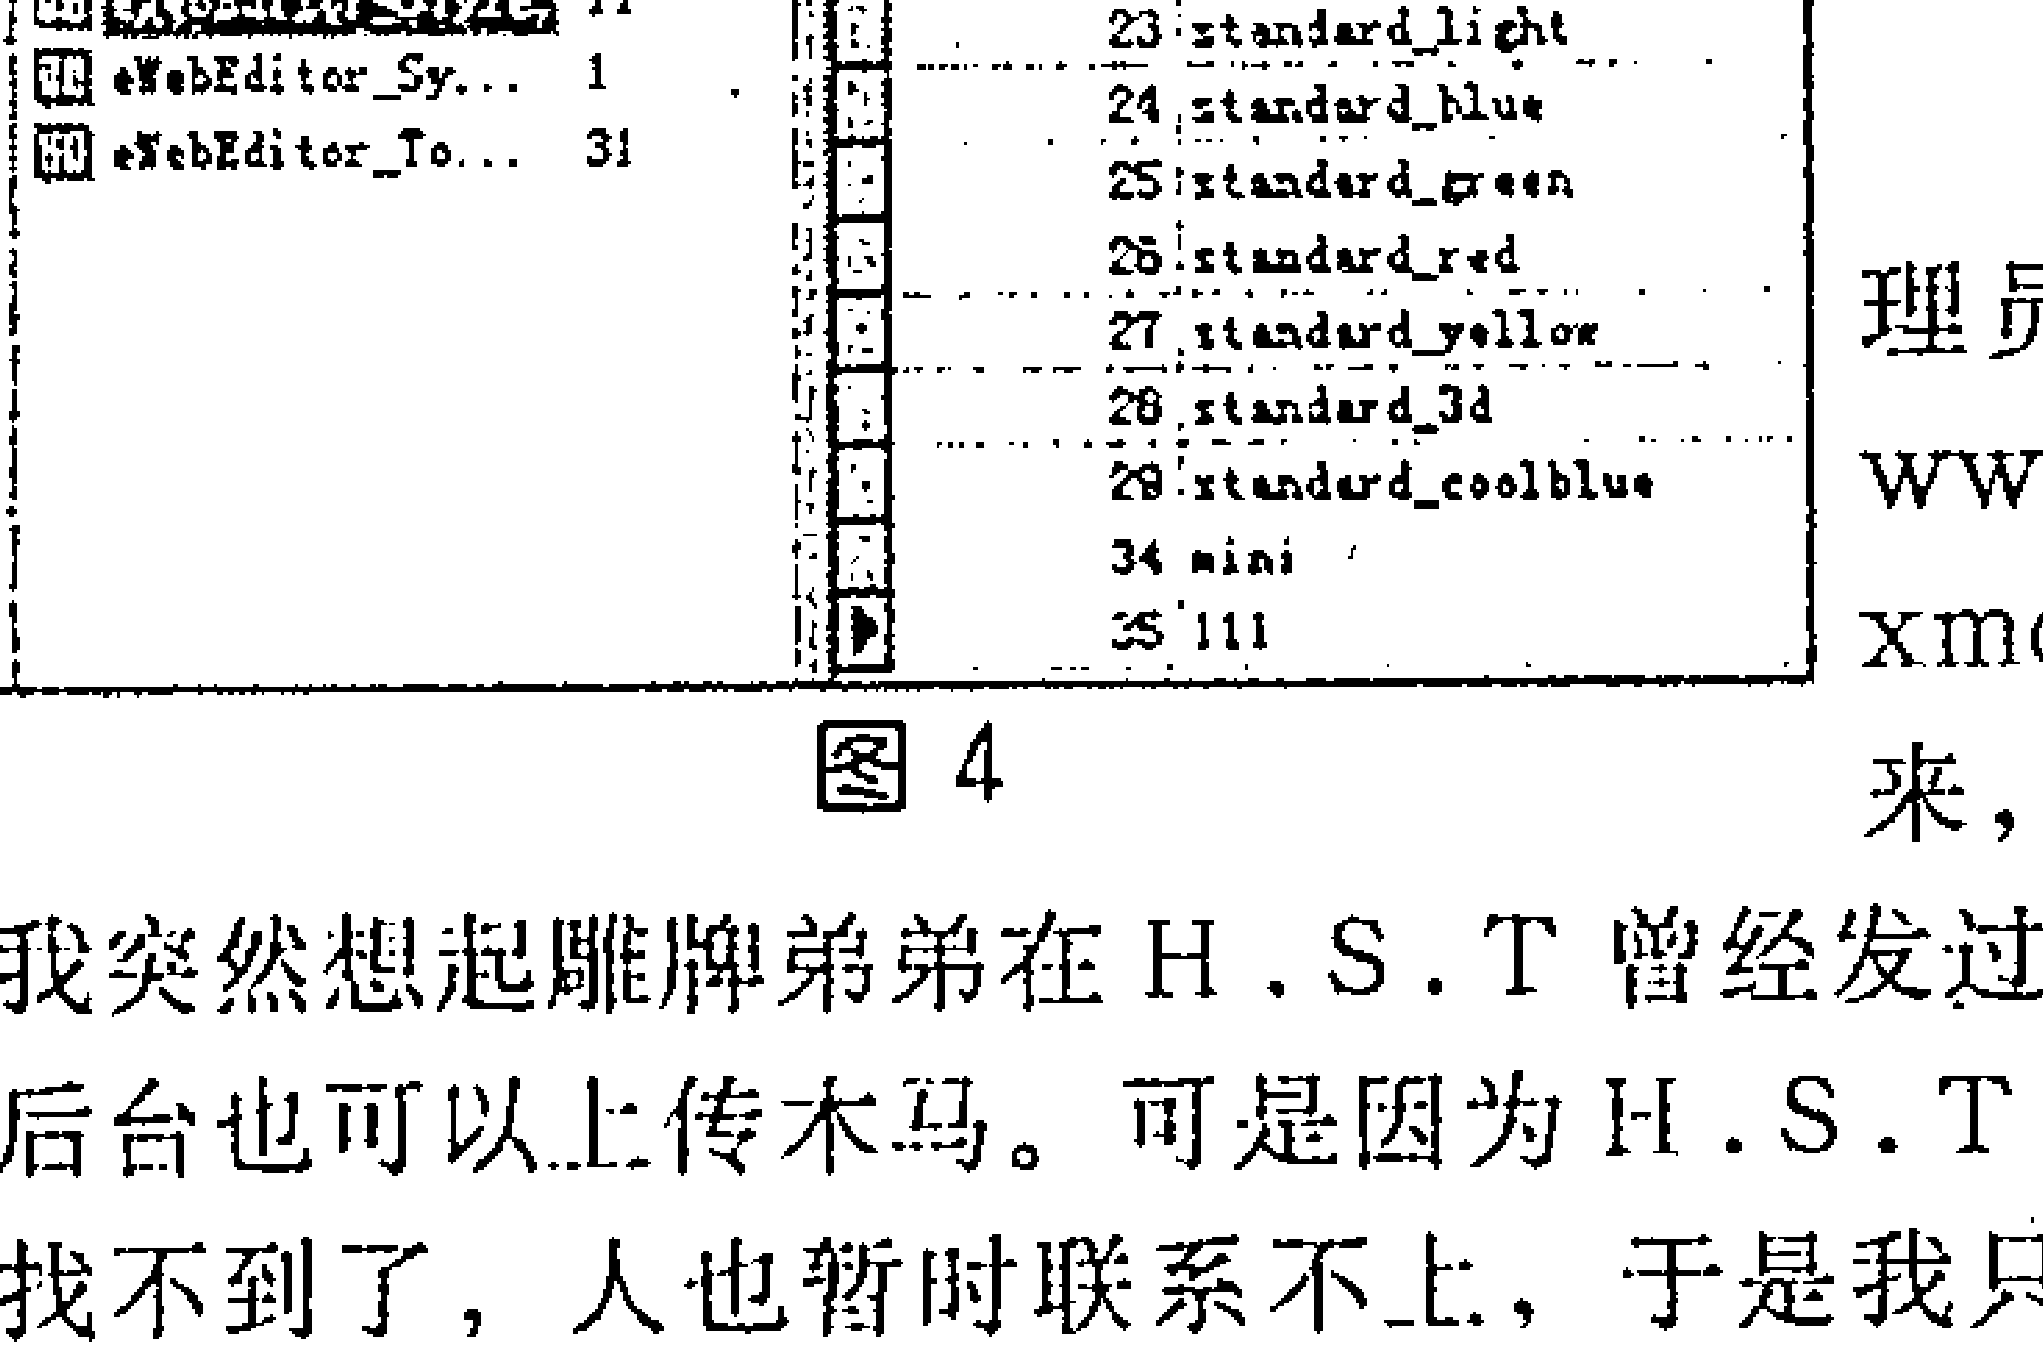 11
eWebEditor_Sy... 1
eWebEditor_To... 31
23 standard_light
24 standard_blue
25 standard_green
26 standard_red
27 standard_yellow
28 standard_3d
29 standard_coolblue
34 mini
35 111
图 4
理员
ww
xm
来，
我突然想起雕牌弟弟在 H.S.T 曾经发过
后台也可以上传木马。可是因为 H.S.T
找不到了，人也暂时联系不上，于是我只